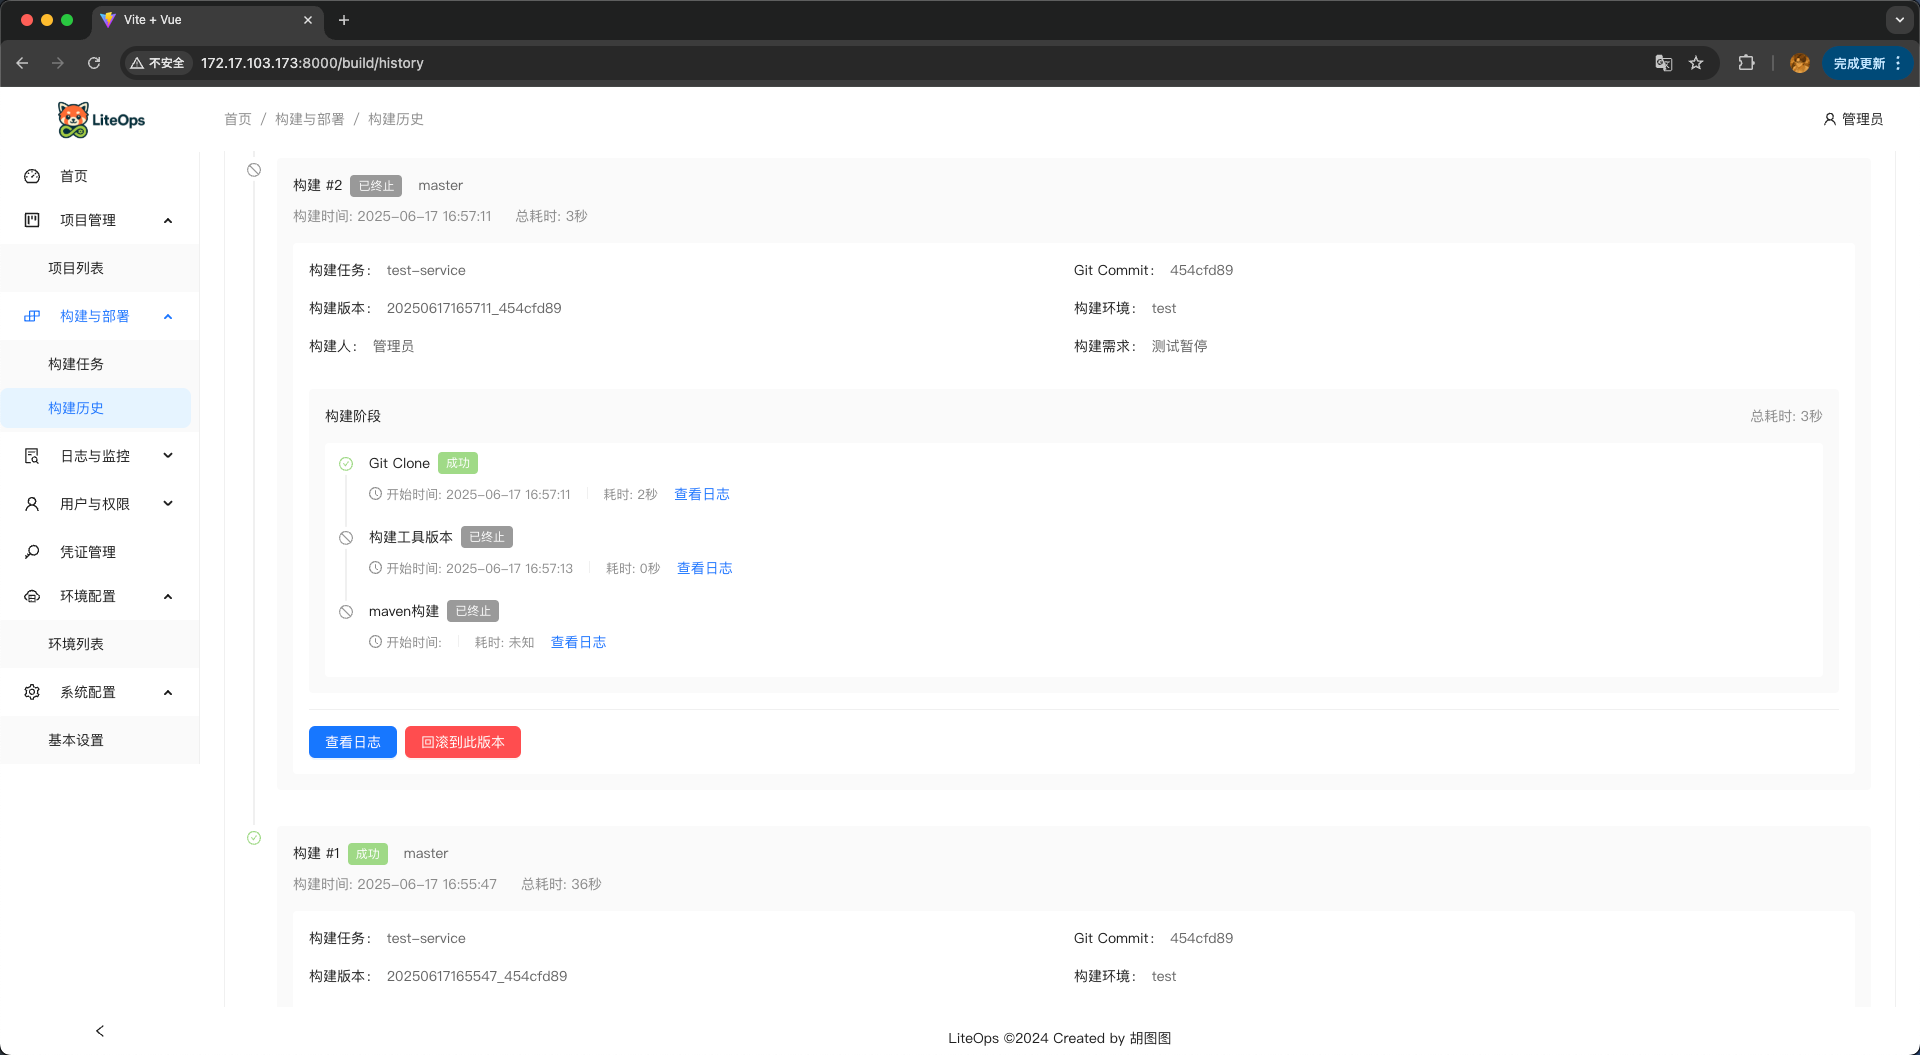 Vite + Vue
不安全 172.17.103.173:8000/build/history 完成更新
LiteOps 首页 / 构建与部署 / 构建历史 管理员
首页
项目管理
项目列表
构建与部署
构建任务
构建历史
日志与监控
用户与权限
凭证管理
环境配置
环境列表
系统配置
基本设置
构建 #2 已终止 master
构建时间: 2025-06-17 16:57:11 总耗时: 3秒
构建任务： test-service Git Commit： 454cfd89
构建版本： 20250617165711_454cfd89 构建环境： test
构建人： 管理员 构建需求： 测试暂停
构建阶段 总耗时: 3秒
Git Clone 成功
开始时间: 2025-06-17 16:57:11 耗时: 2秒 查看日志
构建工具版本 已终止
开始时间: 2025-06-17 16:57:13 耗时: 0秒 查看日志
maven构建 已终止
开始时间: 耗时: 未知 查看日志
查看日志 回滚到此版本
构建 #1 成功 master
构建时间: 2025-06-17 16:55:47 总耗时: 36秒
构建任务： test-service Git Commit： 454cfd89
构建版本： 20250617165547_454cfd89 构建环境： test
LiteOps ©2024 Created by 胡图图